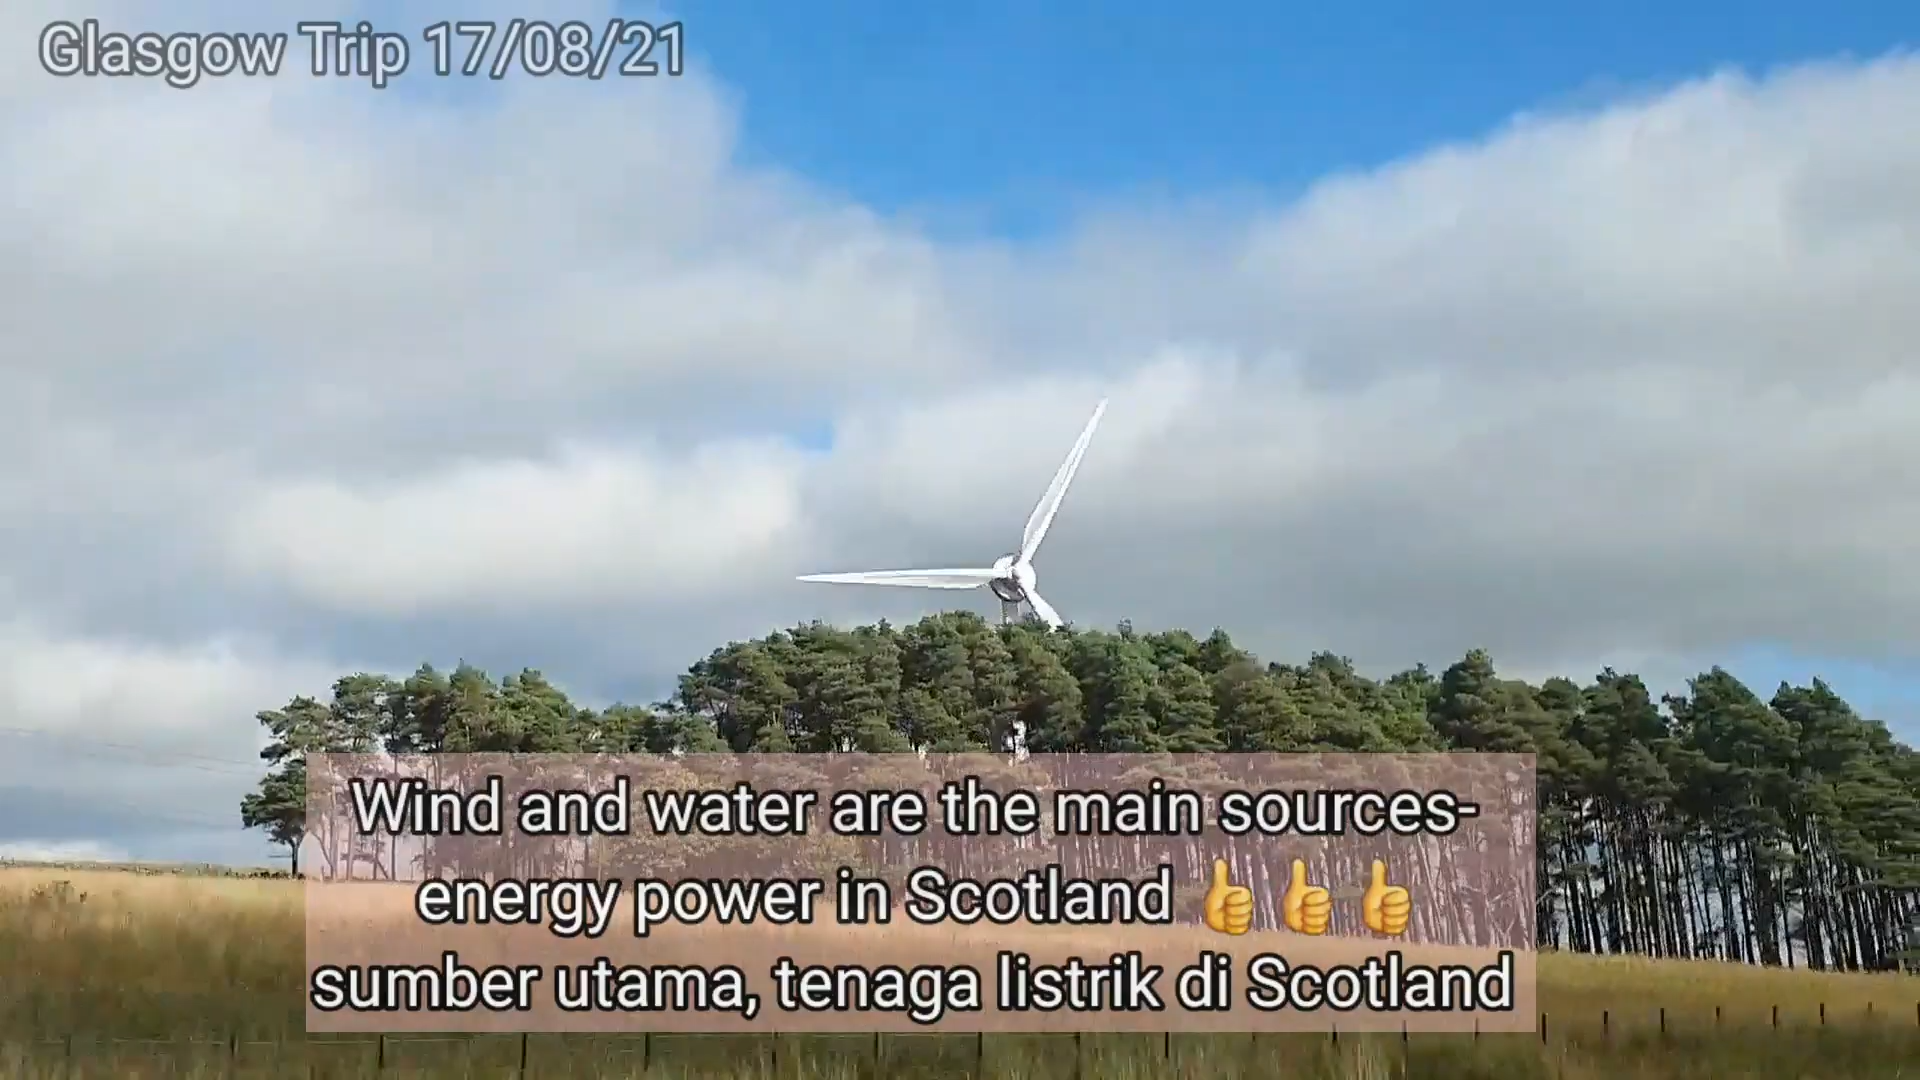 Glasgow Trip 17/08/21
Wind and water are the main sources-
energy power in Scotland 👍👍👍
sumber utama, tenaga listrik di Scotland